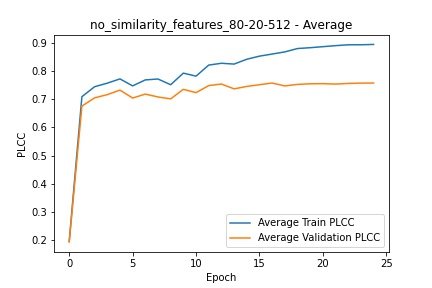 no_similarity_features_80-20-512 - Average
PLCC
0.9
0.8
0.7
0.6
0.5
0.4
0.3
0.2
0 5 10 15 20 25
Epoch
Average Train PLCC
Average Validation PLCC